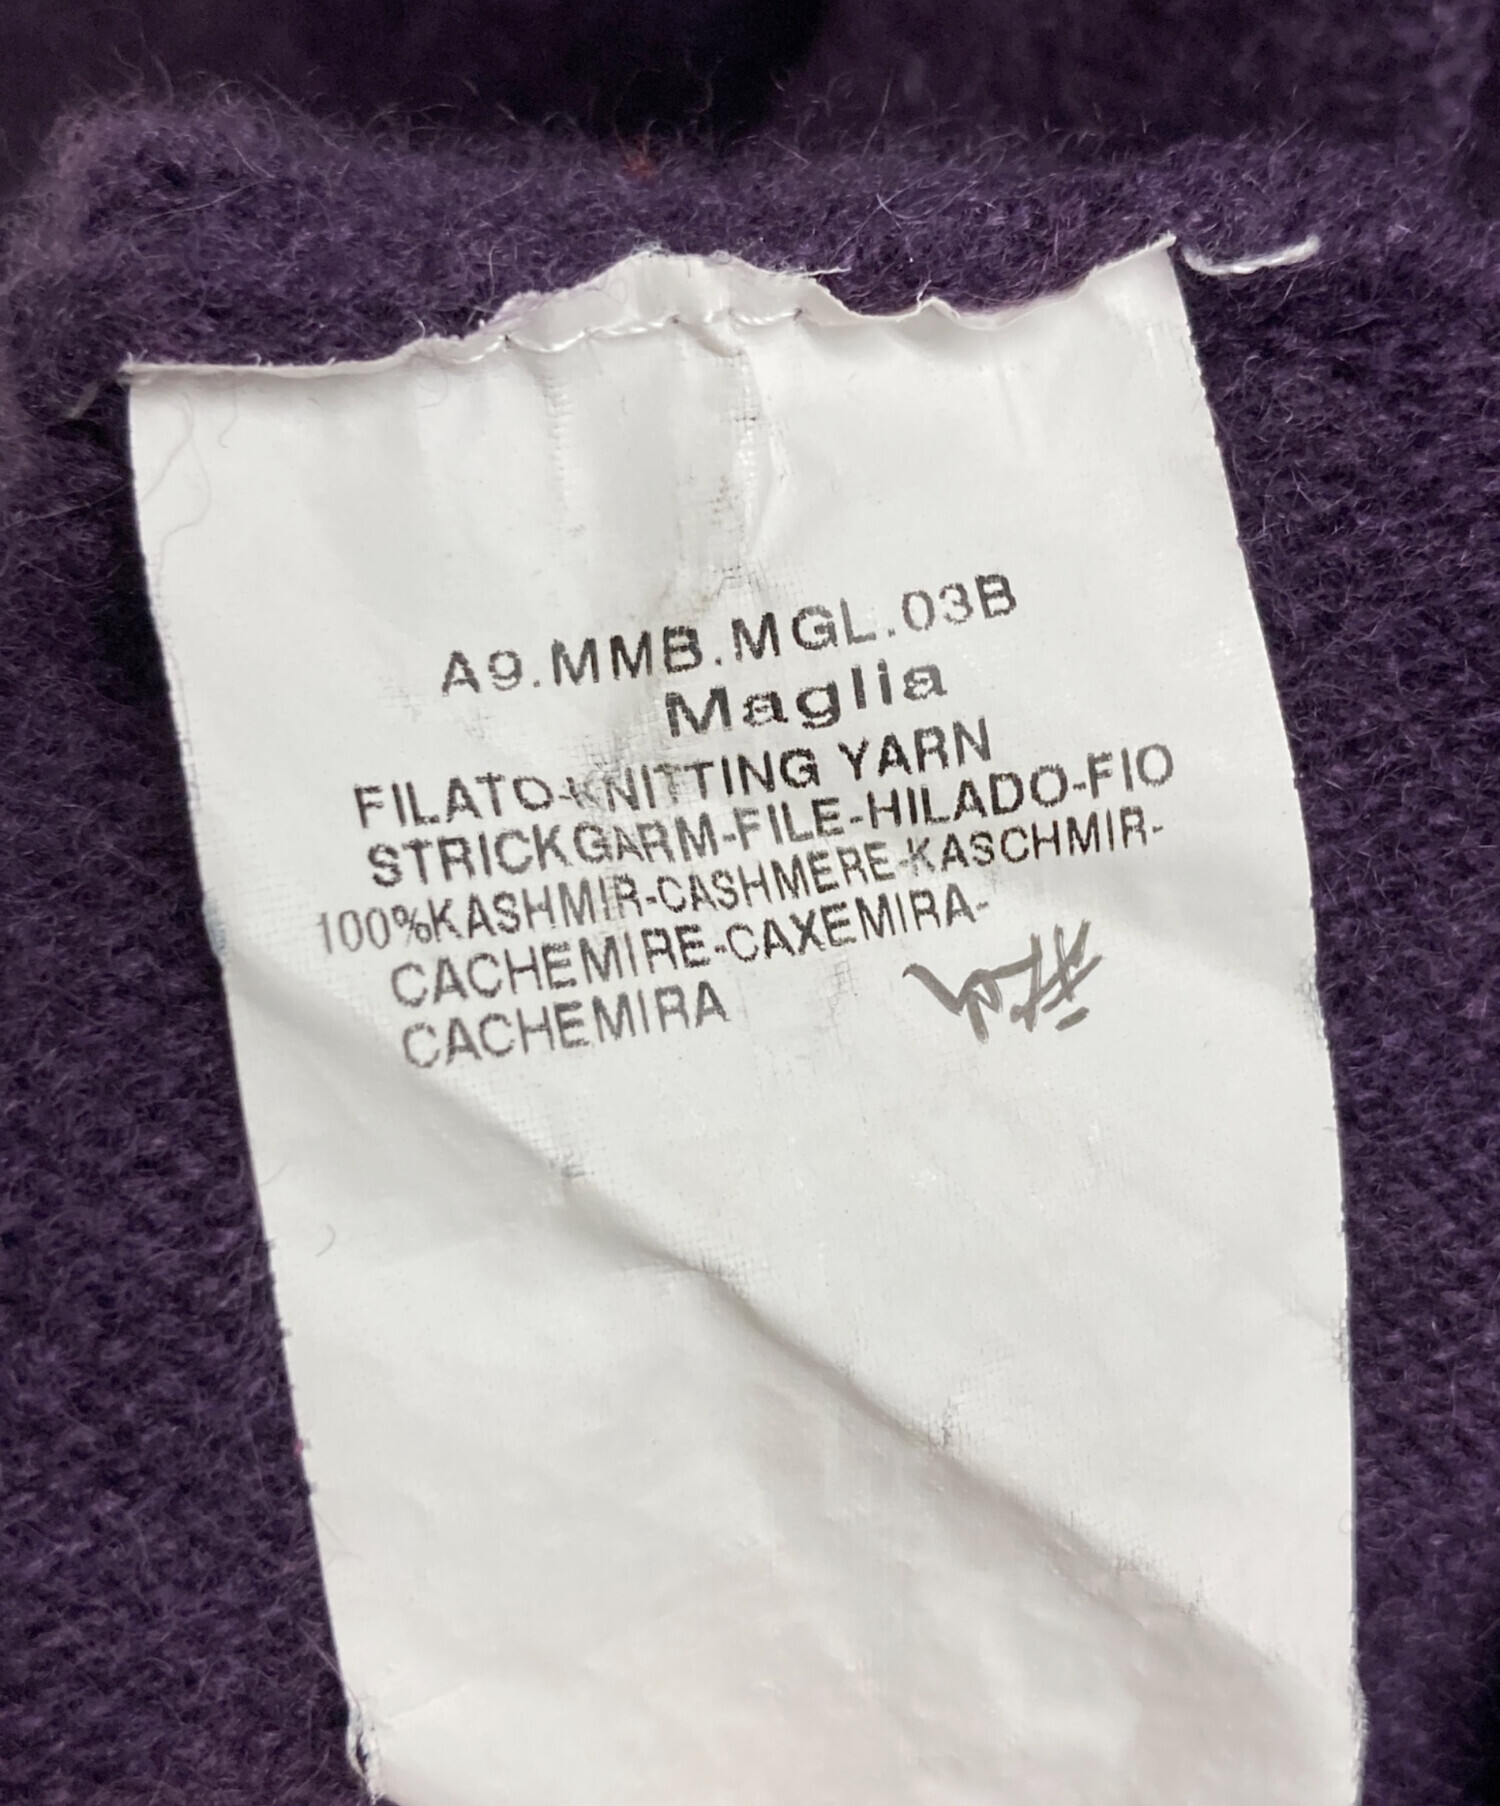 A9.MMB.MGL.03B
Maglia
FILATO-KNITTING YARN
STRICKGARM-FILE-HILADO-FIO
100%KASHMIR-CASHMERE-KASCHMIR-
CACHEMIRE-CAXEMIRA-
CACHEMIRA